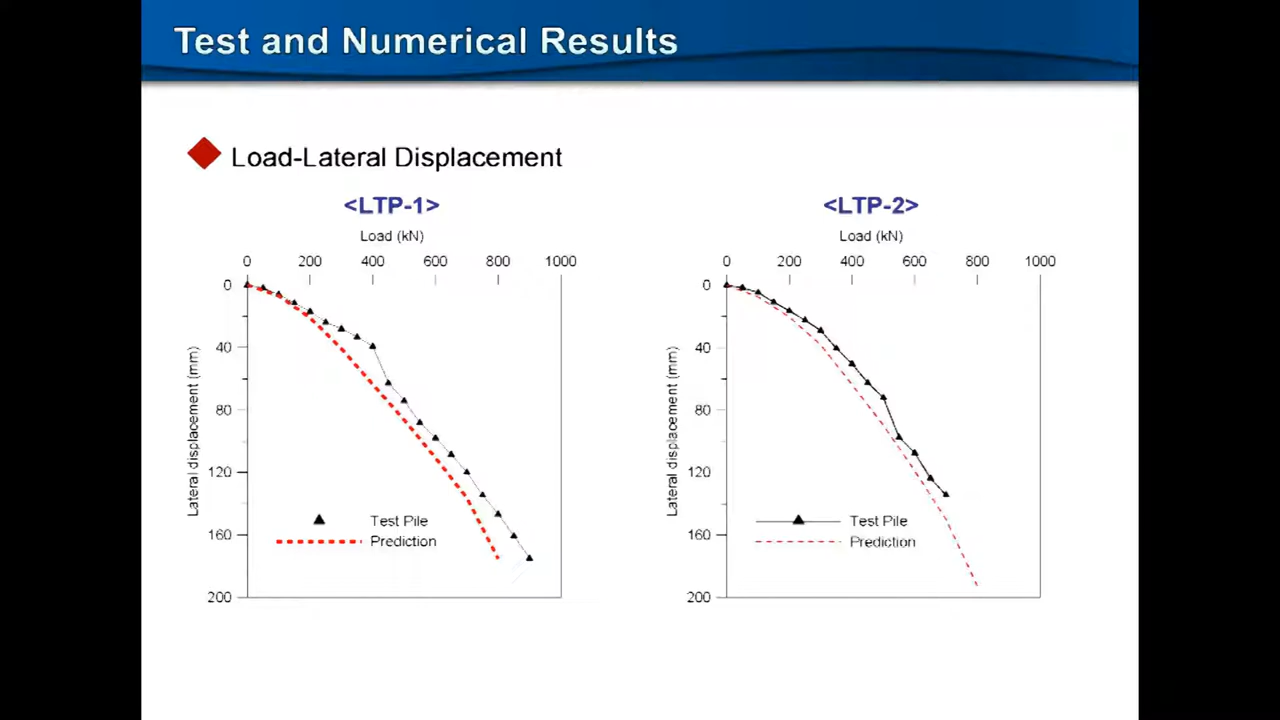 Test and Numerical Results
Load-Lateral Displacement
<LTP-1>
Load (kN)
0 200 400 600 800 1000
0
40
80
120
160
200
Lateral displacement (mm)
Test Pile
Prediction
<LTP-2>
Load (kN)
0 200 400 600 800 1000
0
40
80
120
160
200
Lateral displacement (mm)
Test Pile
Prediction